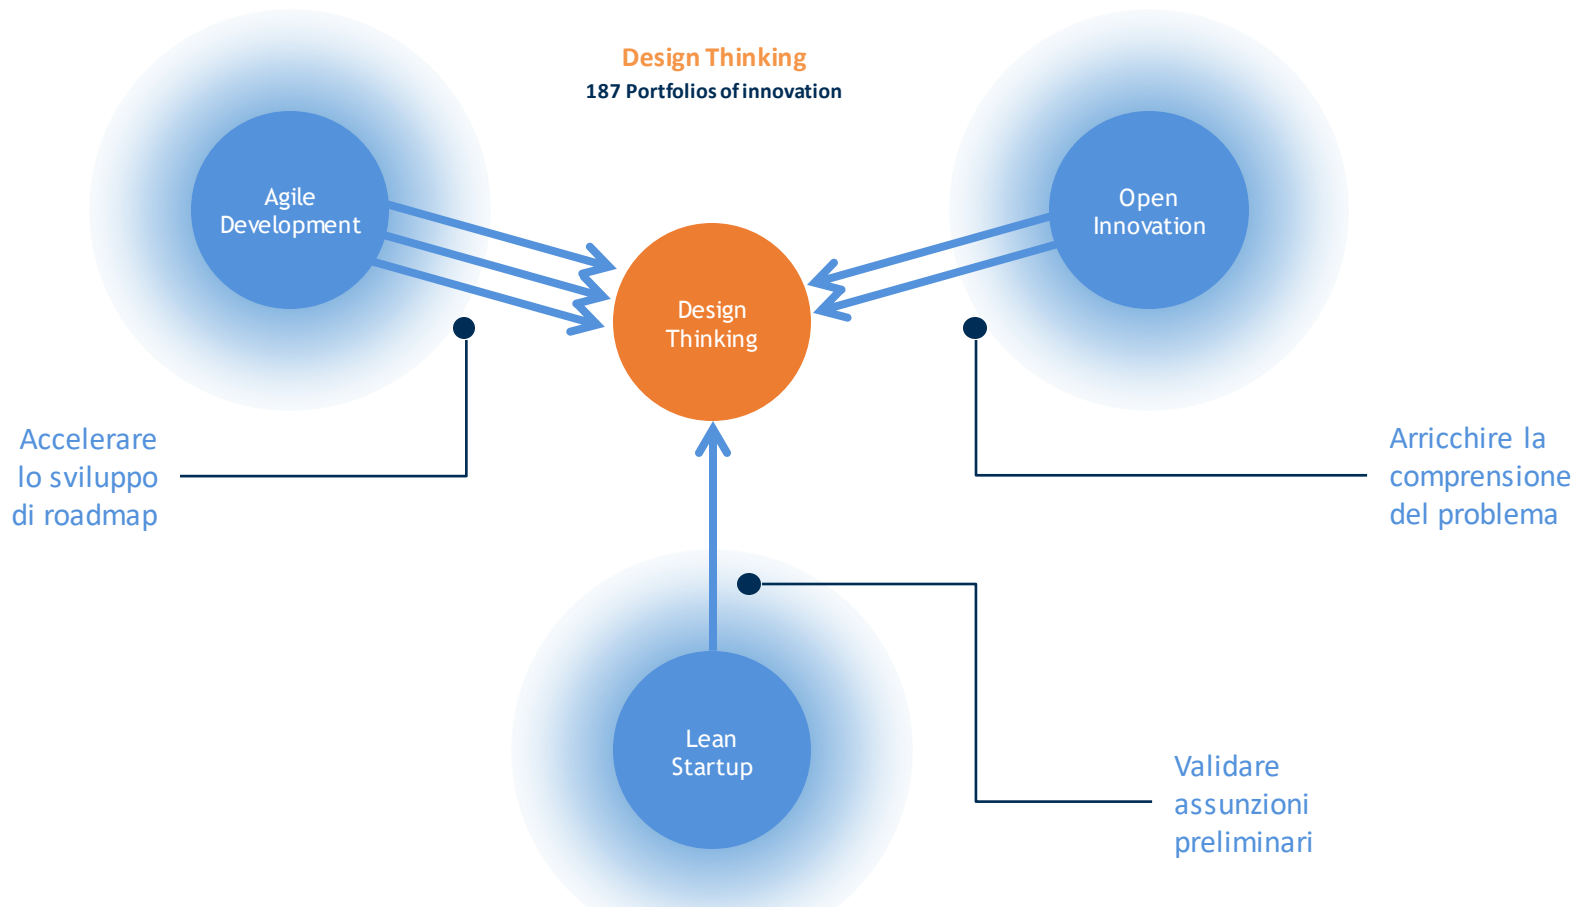 Design Thinking
187 Portfolios of innovation
Agile
Development
Open
Innovation
Design
Thinking
Accelerare
lo sviluppo
di roadmap
Arricchire la
comprensione
del problema
Lean
Startup
Validare
assunzioni
preliminari